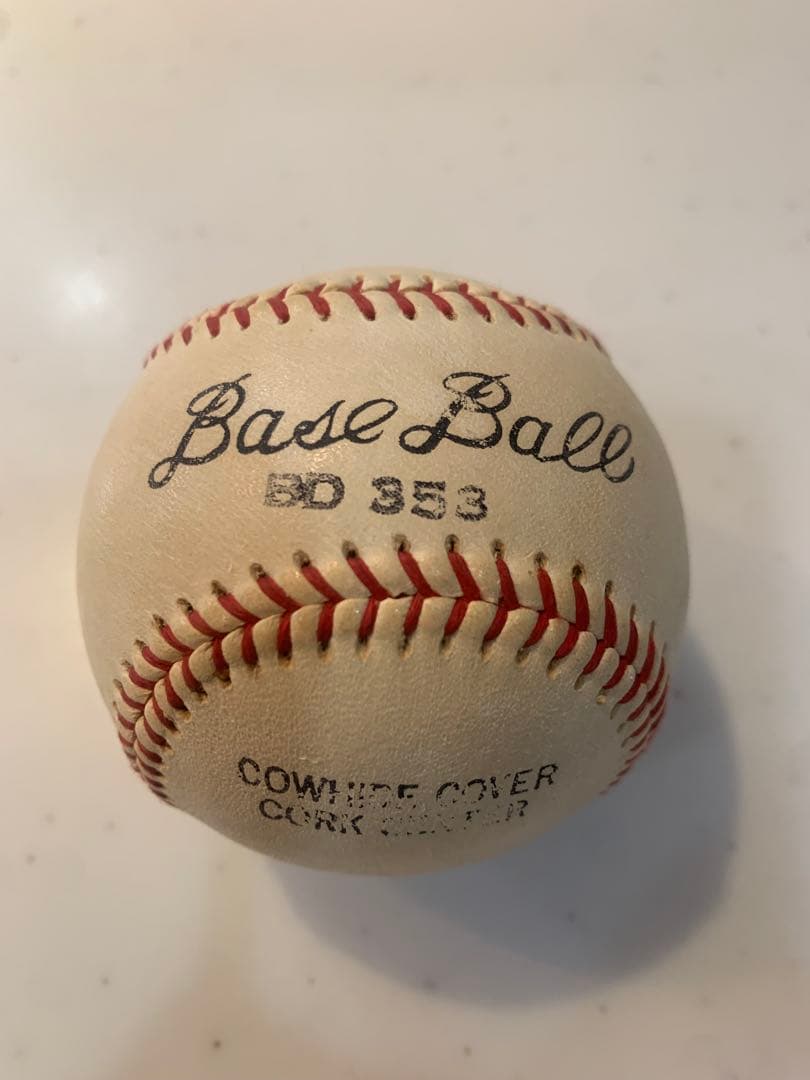 Base Ball
BD 353
COWHIDE COVER
CORK CENTER